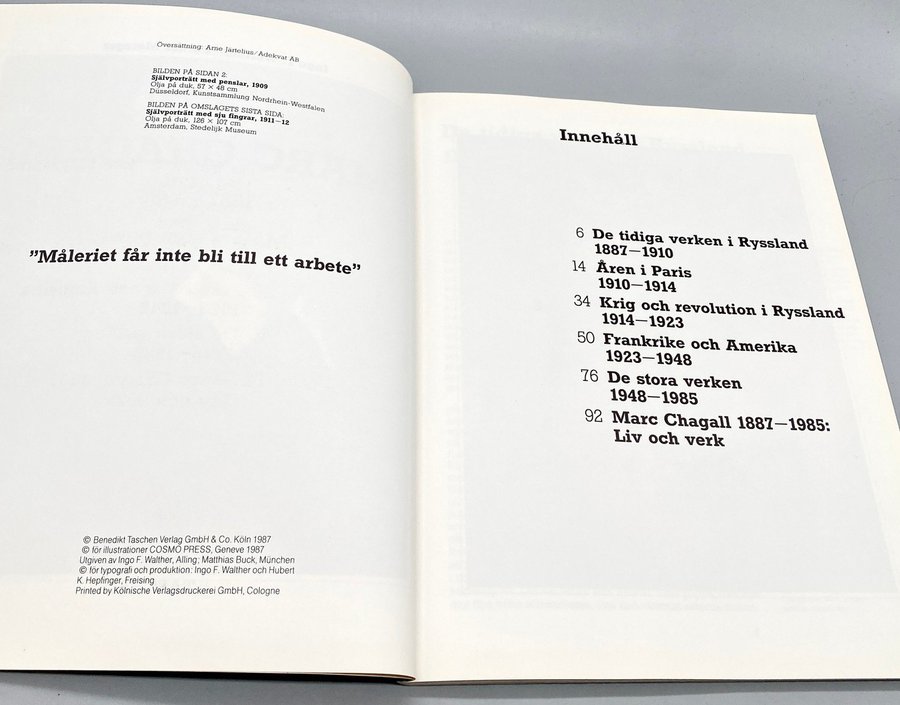 Översättning: Arne Jartelius/Adekvat AB
BILDEN PÅ SIDAN 2:
Självporträtt med penslar, 1909
Olja på duk, 57 × 48 cm
Düsseldorf, Kunstsammlung Nordrhein-Westfalen
BILDEN PÅ OMSLAGETS SISTA SIDA:
Självporträtt med sju fingrar, 1911–12
Olja på duk, 126 × 107 cm
Amsterdam, Stedelijk Museum
”Måleriet får inte bli till ett arbete”
© Benedikt Taschen Verlag GmbH & Co. Köln 1987
© för illustrationer COSMO PRESS, Geneve 1987
Utgiven av Ingo F. Walther, Alling; Matthias Buck, München
© för typografi och produktion: Ingo F. Walther och Hubert
K. Hepfinger, Freising
Printed by Kölnische Verlagsdruckerei GmbH, Cologne
Innehåll
6 De tidiga verken i Ryssland
1887–1910
14 Åren i Paris
1910–1914
34 Krig och revolution i Ryssland
1914–1923
50 Frankrike och Amerika
1923–1948
76 De stora verken
1948–1985
92 Marc Chagall 1887–1985:
Liv och verk